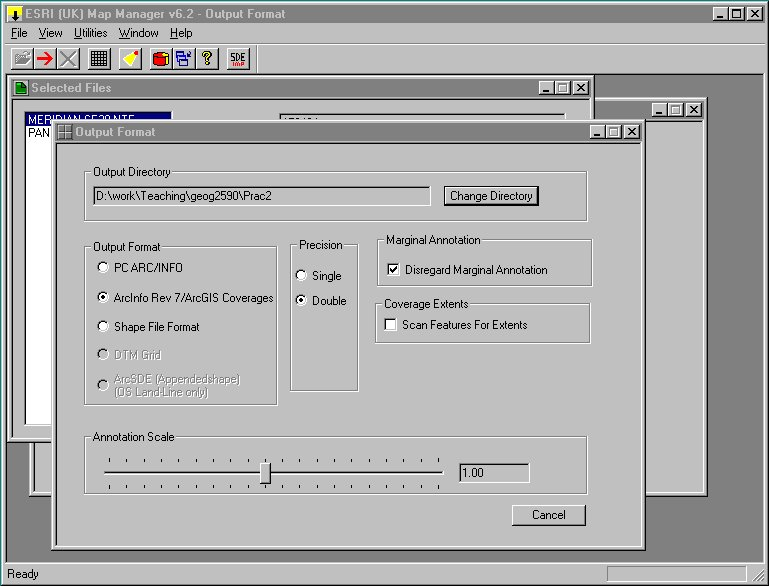 ESRI (UK) Map Manager v6.2 - Output Format
File View Utilities Window Help
SDE
imp
Selected Files
PAN
Output Format
Output Directory
D:\work\Teaching\geog2590\Prac2
Change Directory
Output Format
PC ARC/INFO
ArcInfo Rev 7/ArcGIS Coverages
Shape File Format
DTM Grid
ArcSDE (Appendedshape)
(OS Land-Line only)
Precision
Single
Double
Marginal Annotation
Disregard Marginal Annotation
Coverage Extents
Scan Features For Extents
Annotation Scale
1.00
Cancel
Ready